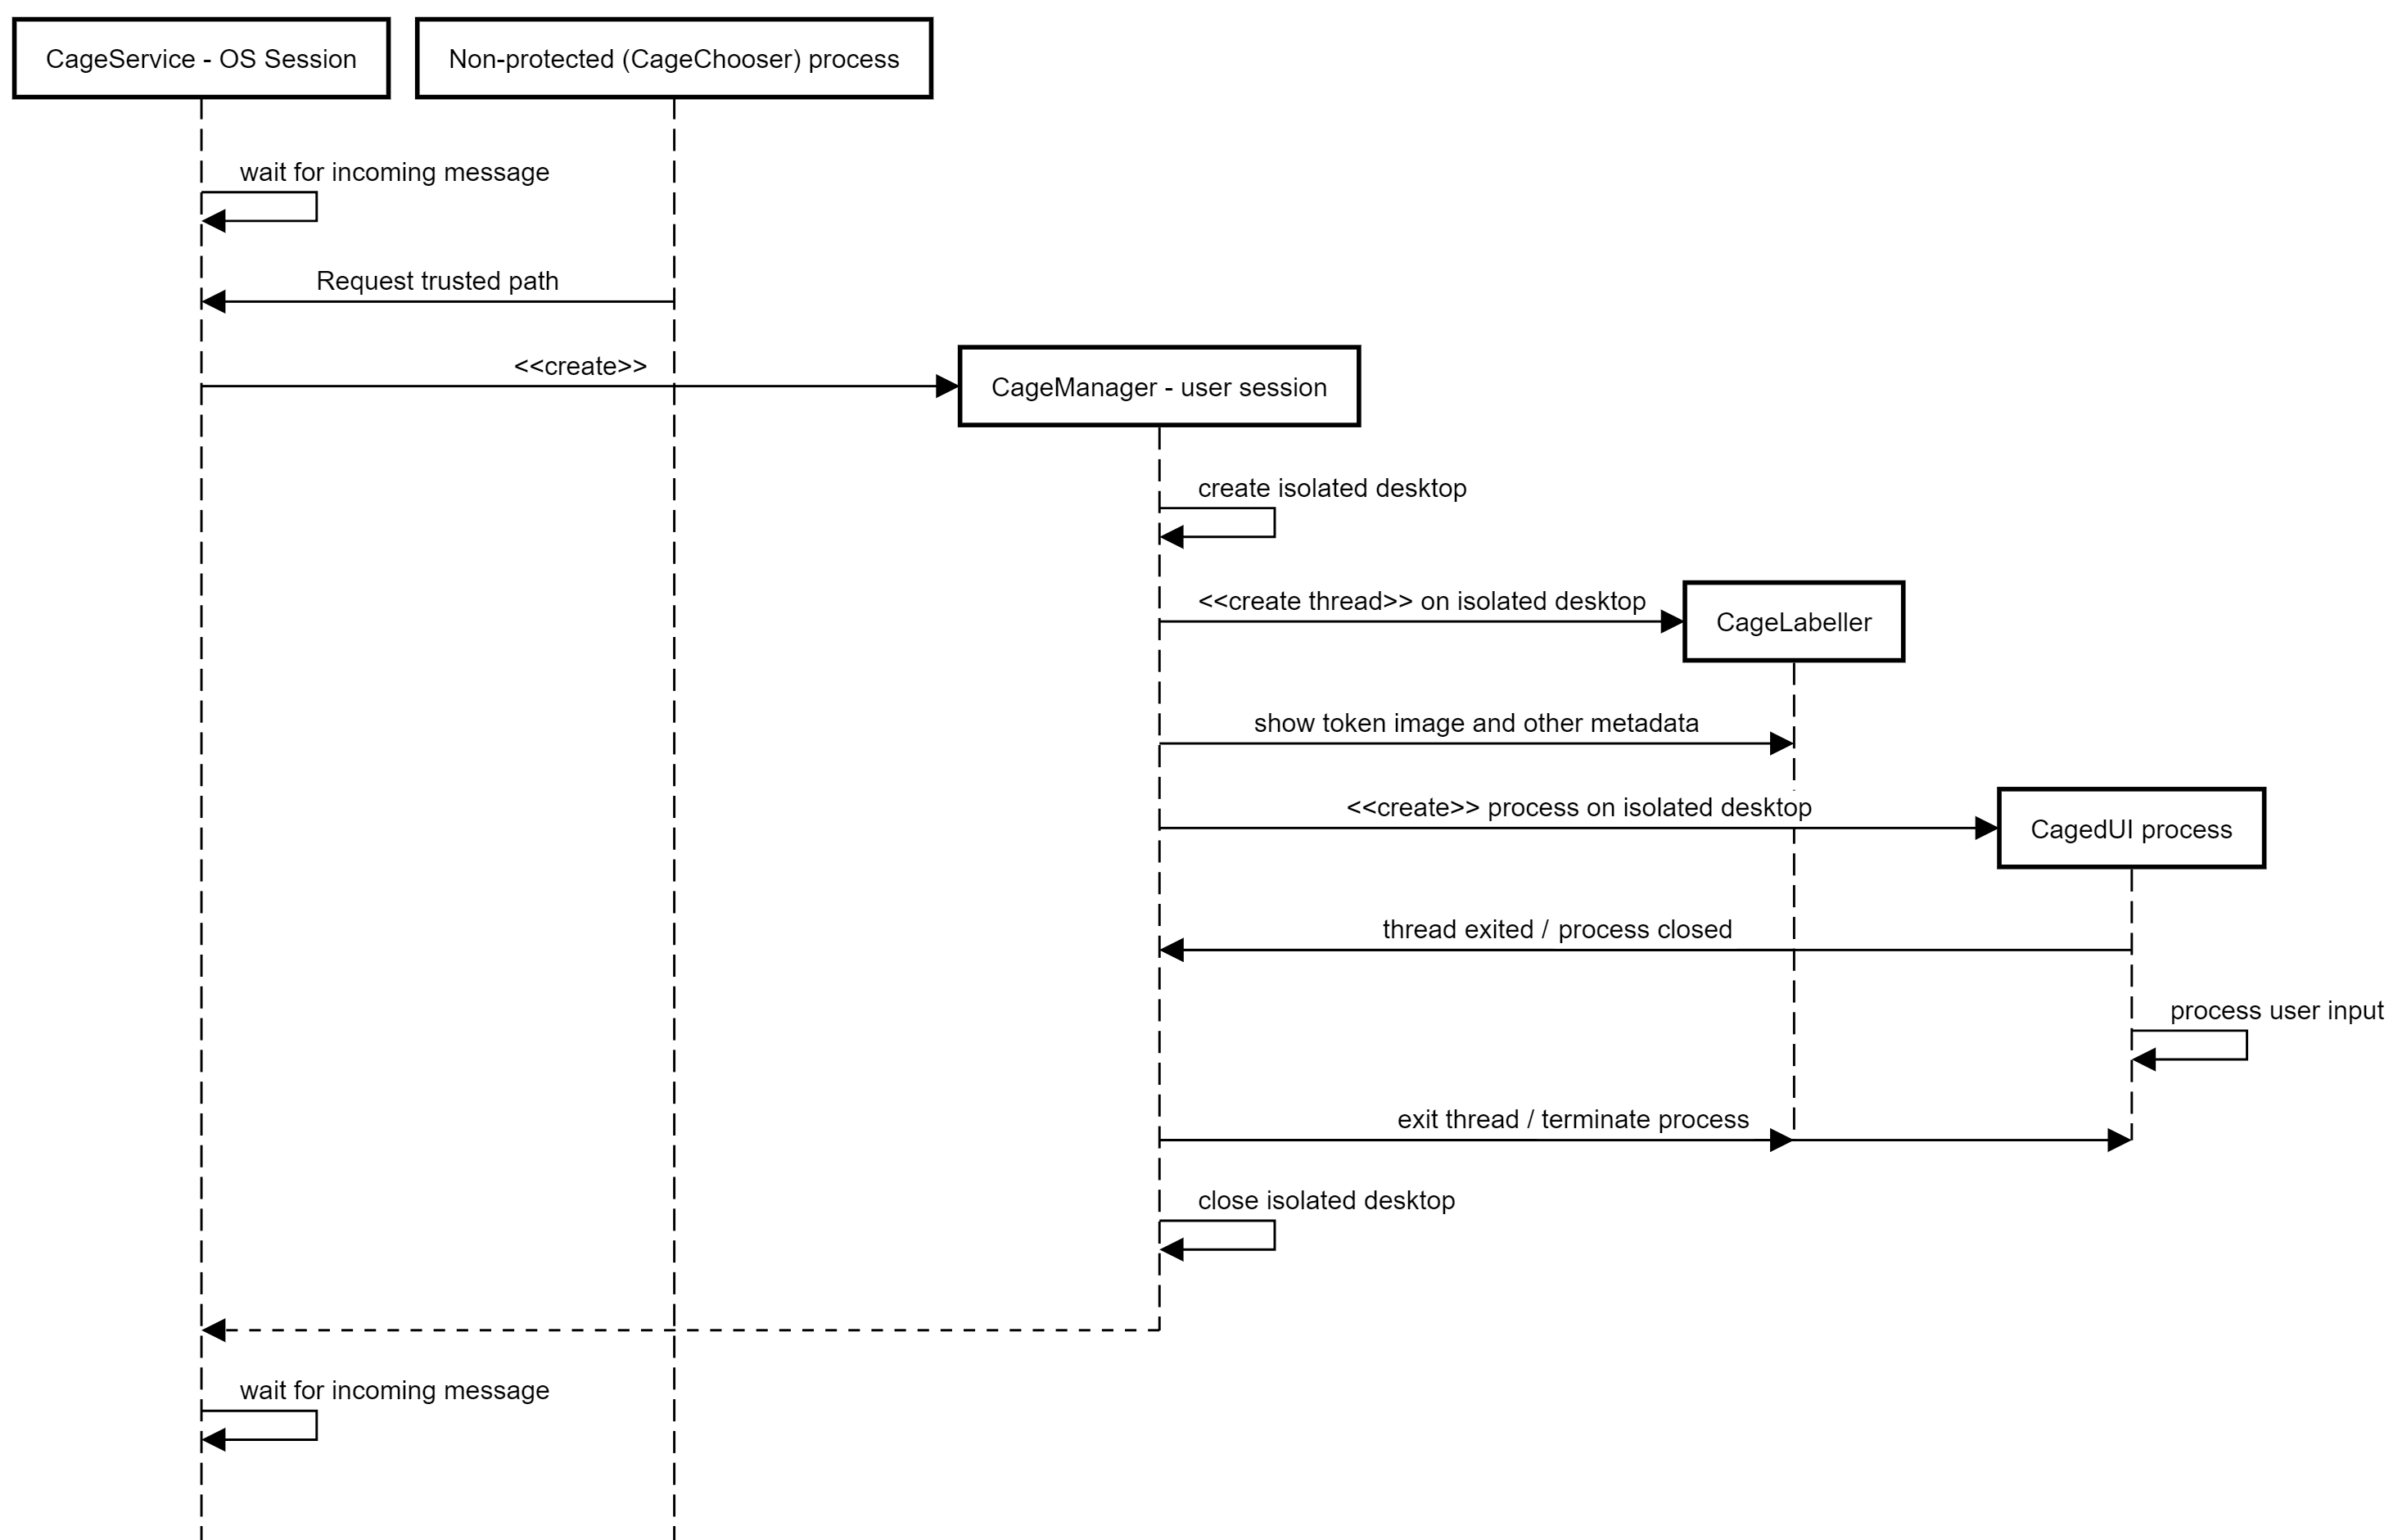 CageService - OS Session
Non-protected (CageChooser) process
wait for incoming message
Request trusted path
<<create>>
CageManager - user session
create isolated desktop
<<create thread>> on isolated desktop
CageLabeller
show token image and other metadata
<<create>> process on isolated desktop
CagedUI process
thread exited / process closed
process user input
exit thread / terminate process
close isolated desktop
wait for incoming message